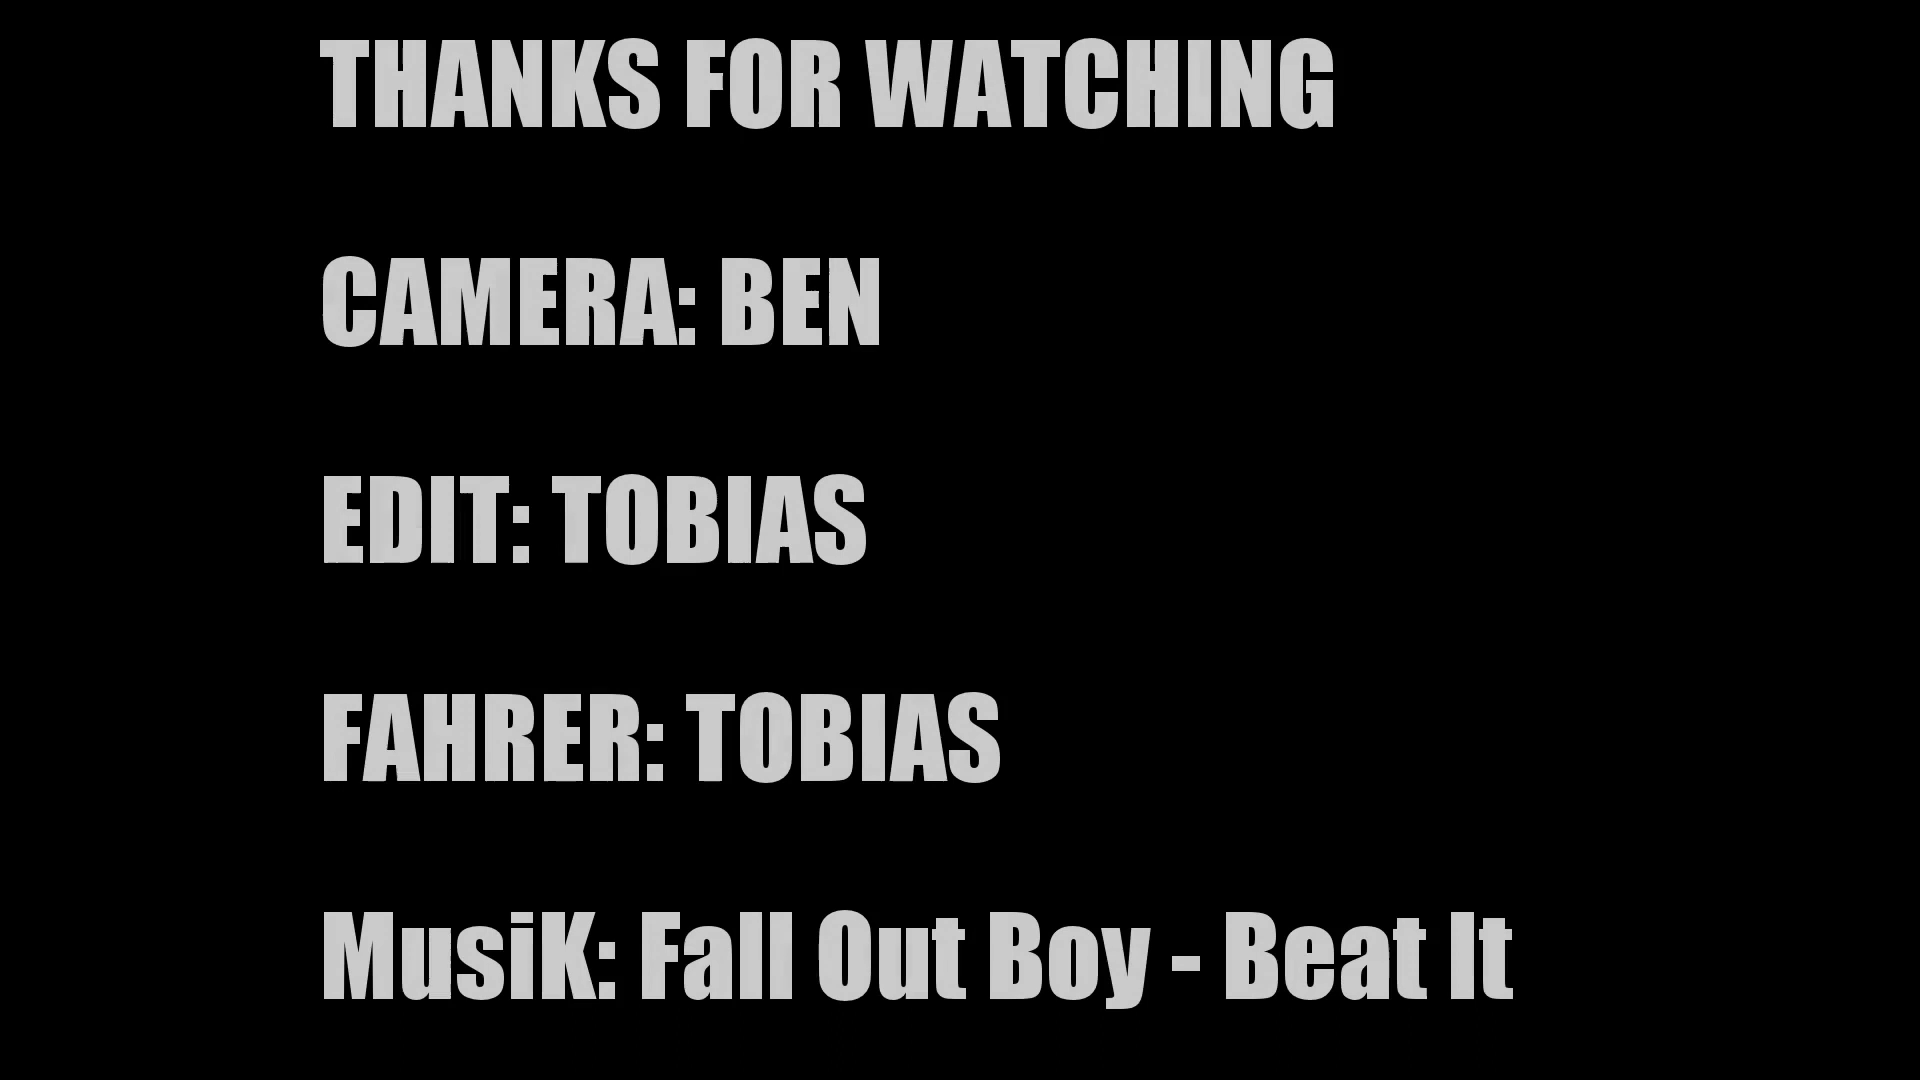 THANKS FOR WATCHING
CAMERA: BEN
EDIT: TOBIAS
FAHRER: TOBIAS
MusiK: Fall Out Boy - Beat It